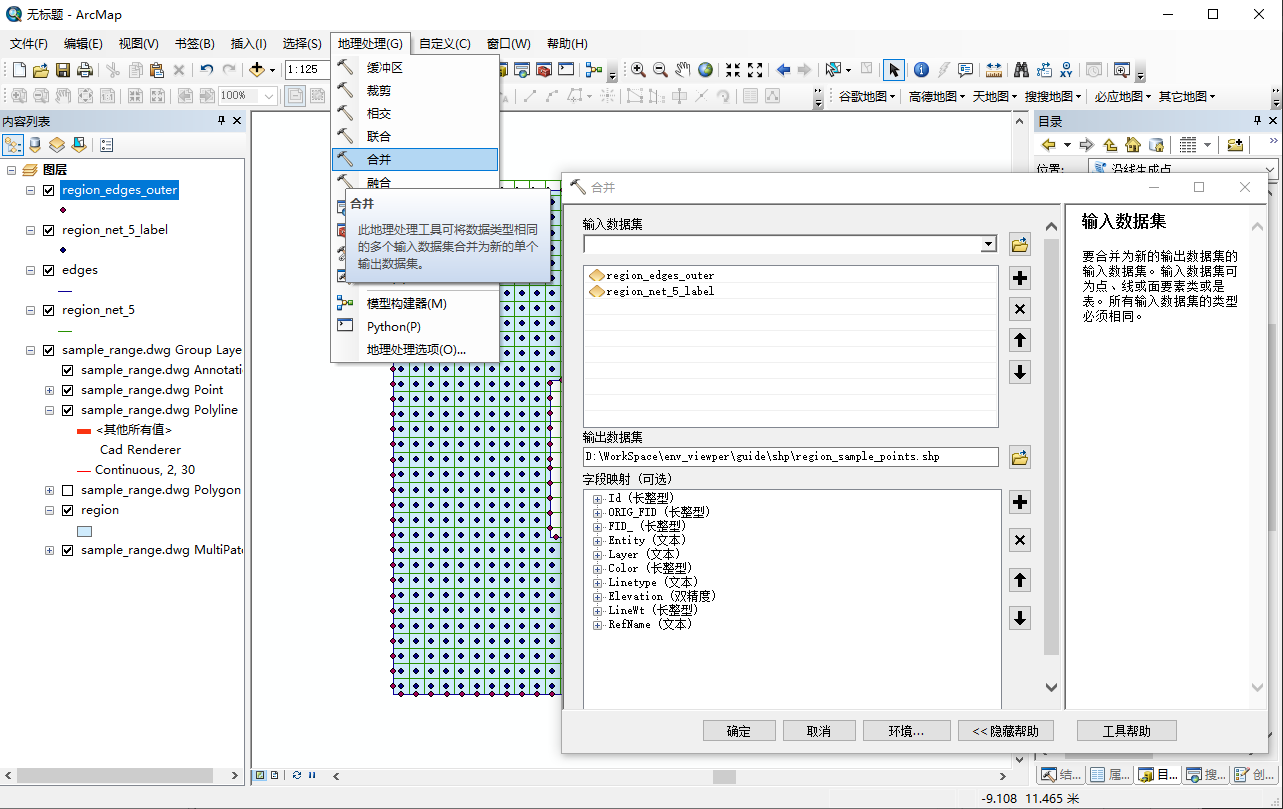 无标题 - ArcMap
文件(F) 编辑(E) 视图(V) 书签(B) 插入(I) 选择(S) 地理处理(G) 自定义(C) 窗口(W) 帮助(H)
1:125
100%
谷歌地图 高德地图 天地图 搜搜地图 必应地图 其它地图
内容列表
图层
region_edges_outer
region_net_5_label
edges
region_net_5
sample_range.dwg Group Laye
sample_range.dwg Annotati
sample_range.dwg Point
sample_range.dwg Polyline
<其他所有值>
Cad Renderer
Continuous, 2, 30
sample_range.dwg Polygon
region
sample_range.dwg MultiPat
缓冲区
裁剪
相交
联合
合并
融合
合并
此地理处理工具可将数据类型相同
的多个输入数据集合并为新的单个
输出数据集。
模型构建器(M)
Python(P)
地理处理选项(O)...
目录
位置:
沿线生成点
合并
输入数据集
region_edges_outer
region_net_5_label
输出数据集
D:\WorkSpace\env_viewper\guide\shp\region_sample_points.shp
字段映射 (可选)
Id (长整型)
ORIG_FID (长整型)
FID_ (长整型)
Entity (文本)
Layer (文本)
Color (长整型)
Linetype (文本)
Elevation (双精度)
LineWt (长整型)
RefName (文本)
确定 取消 环境... << 隐藏帮助 工具帮助
输入数据集
要合并为新的输出数据集的
输入数据集。输入数据集可
为点、线或面要素类或是
表。所有输入数据集的类型
必须相同。
结... 属... 目... 搜... 创...
-9.108 11.465 米